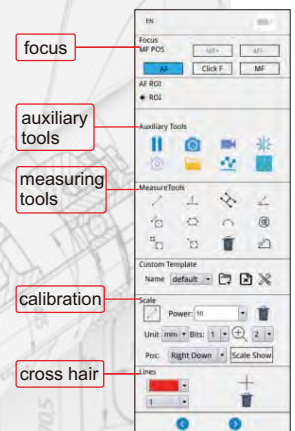 EN
focus
Focus
MF POS
MF+
MF-
AF
Click F
MF
AF ROI
ROI
auxiliary
tools
Auxiliary Tools
measuring
tools
MeasureTools
Custom Template
Name default
calibration
Scale
Power: 10
Unit mm Bits: 1 2
Pos: Right Down Scale Show
cross hair
Lines
1